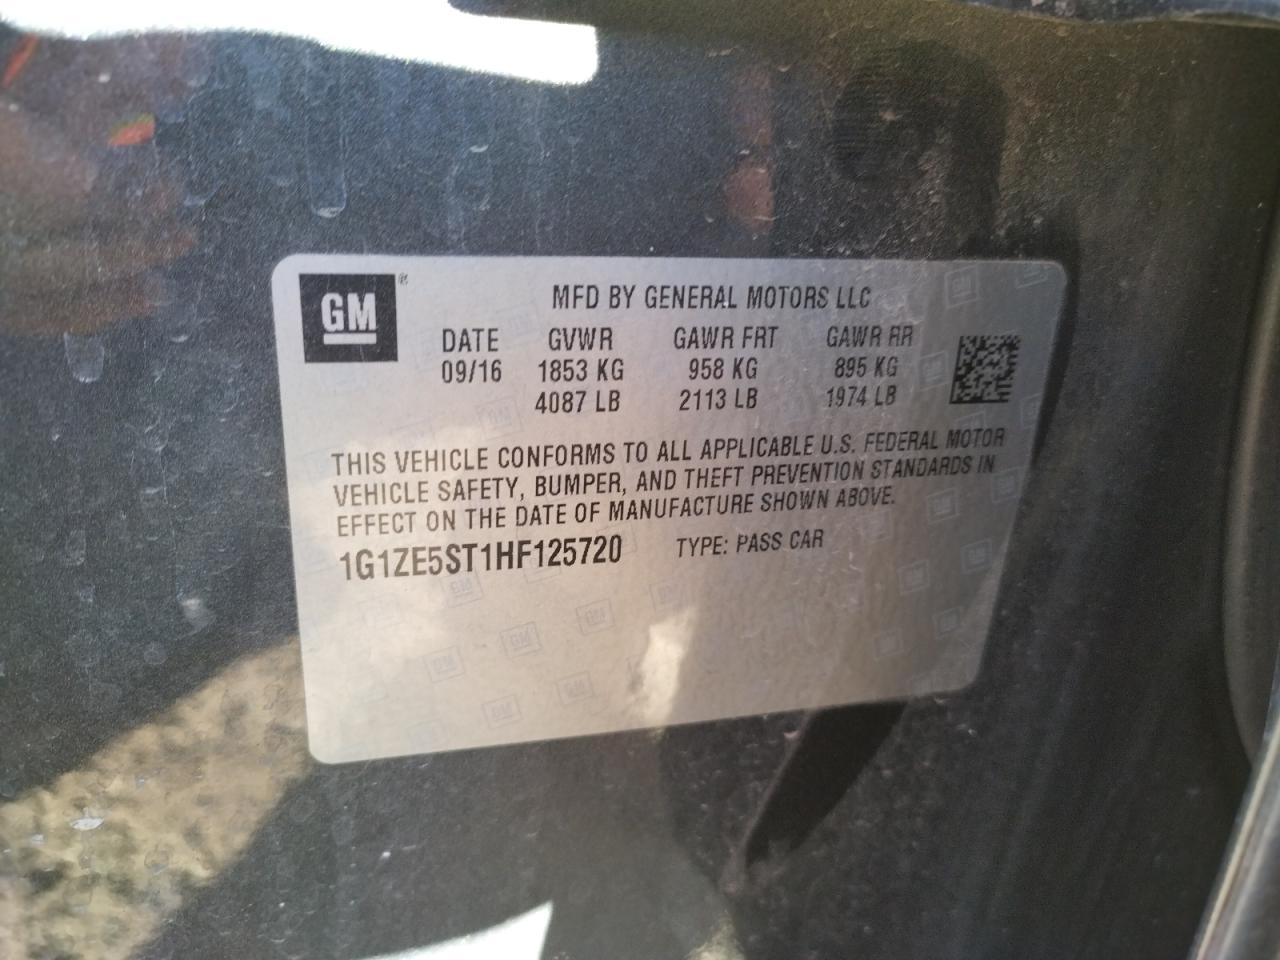 GM®
MFD BY GENERAL MOTORS LLC
DATE GVWR GAWR FRT GAWR RR
09/16 1853 KG 958 KG 895 KG
4087 LB 2113 LB 1974 LB
THIS VEHICLE CONFORMS TO ALL APPLICABLE U.S. FEDERAL MOTOR
VEHICLE SAFETY, BUMPER, AND THEFT PREVENTION STANDARDS IN
EFFECT ON THE DATE OF MANUFACTURE SHOWN ABOVE.
1G1ZE5ST1HF125720 TYPE: PASS CAR